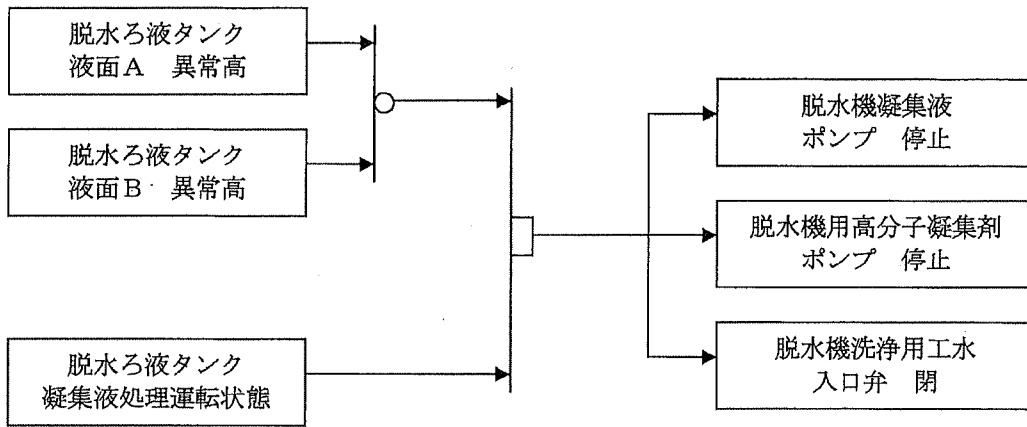 脱水ろ液タンク
液面A 異常高
脱水ろ液タンク
液面B 異常高
脱水ろ液タンク
凝集液処理運転状態
脱水機凝集液
ポンプ 停止
脱水機用高分子凝集剤
ポンプ 停止
脱水機洗浄用工水
入口弁 閉